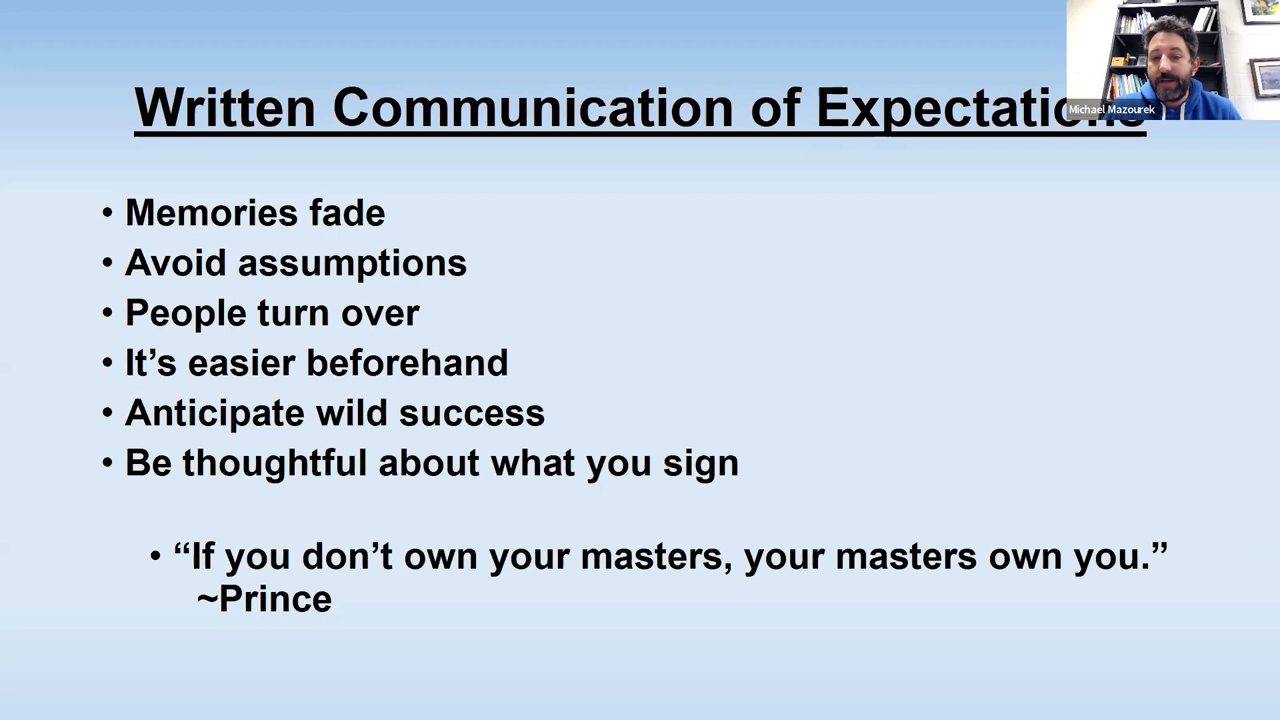 Written Communication of Expectations
Michael Mazourek
• Memories fade
• Avoid assumptions
• People turn over
• It’s easier beforehand
• Anticipate wild success
• Be thoughtful about what you sign
• “If you don’t own your masters, your masters own you.”
~Prince